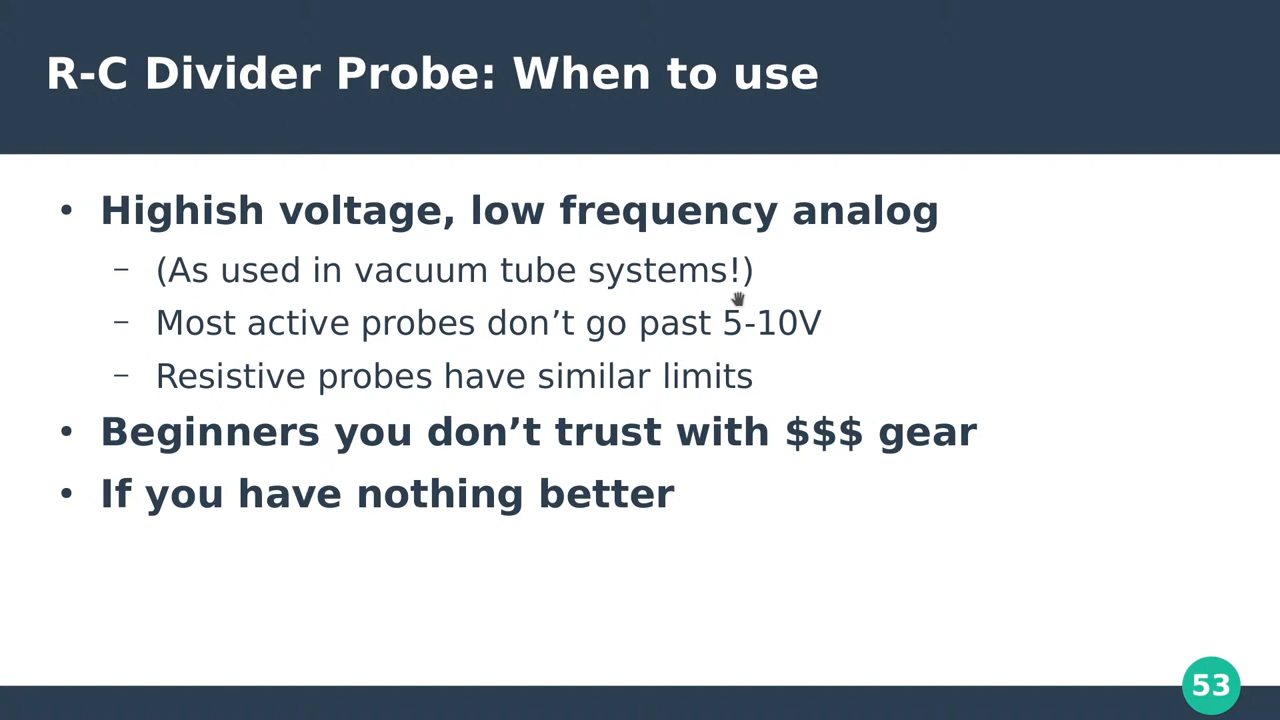 R-C Divider Probe: When to use
• Highish voltage, low frequency analog
– (As used in vacuum tube systems!)
– Most active probes don’t go past 5-10V
– Resistive probes have similar limits
• Beginners you don’t trust with $$$ gear
• If you have nothing better
53